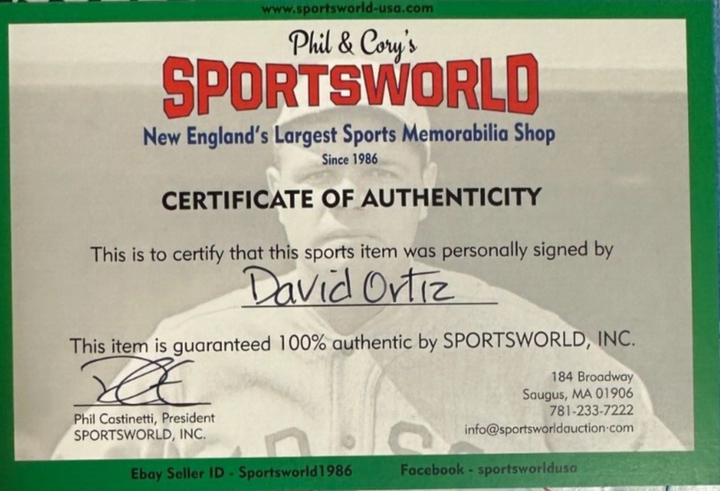 www.sportsworld-usa.com
Phil & Cory's
SPORTSWORLD
New England's Largest Sports Memorabilia Shop
Since 1986
CERTIFICATE OF AUTHENTICITY
This is to certify that this sports item was personally signed by
David Ortiz
This item is guaranteed 100% authentic by SPORTSWORLD, INC.
Phil Castinetti, President
SPORTSWORLD, INC.
184 Broadway
Saugus, MA 01906
781-233-7222
info@sportsworldauction.com
Ebay Seller ID - Sportsworld1986
Facebook - sportsworldusa